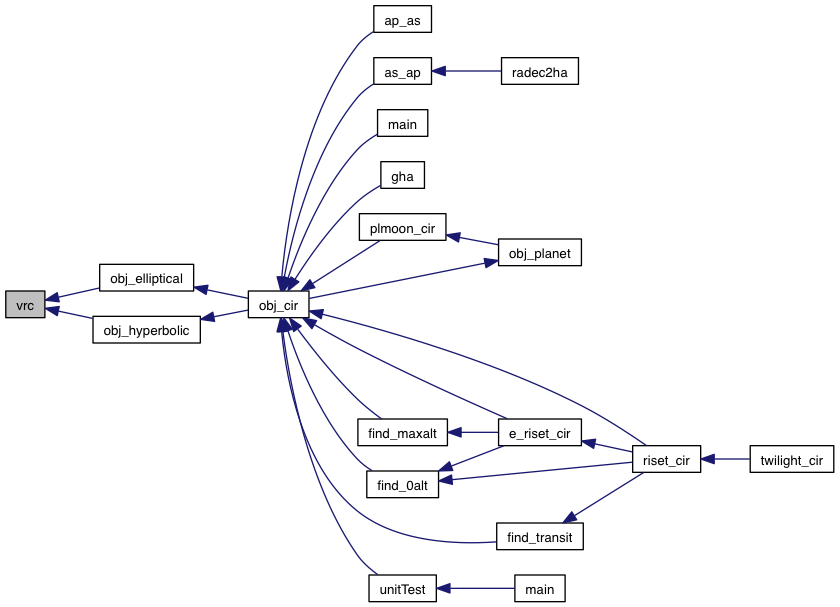 ap_as
as_ap
radec2ha
main
gha
plmoon_cir
obj_planet
obj_elliptical
vrc
obj_cir
obj_hyperbolic
find_maxalt
e_riset_cir
riset_cir
twilight_cir
find_0alt
find_transit
unitTest
main